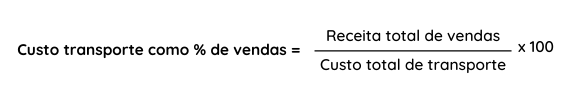 Receita total de vendas
Custo transporte como % de vendas = x 100
Custo total de transporte